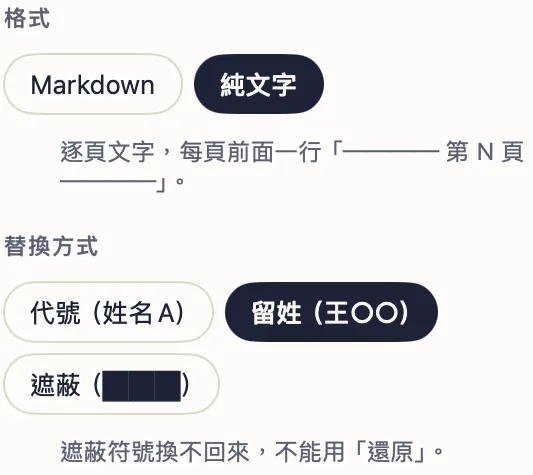 格式
Markdown 純文字
逐頁文字，每頁前面一行「———— 第 N 頁
————」。
替換方式
代號（姓名A） 留姓（王〇〇）
遮蔽（████）
遮蔽符號換不回來，不能用「還原」。